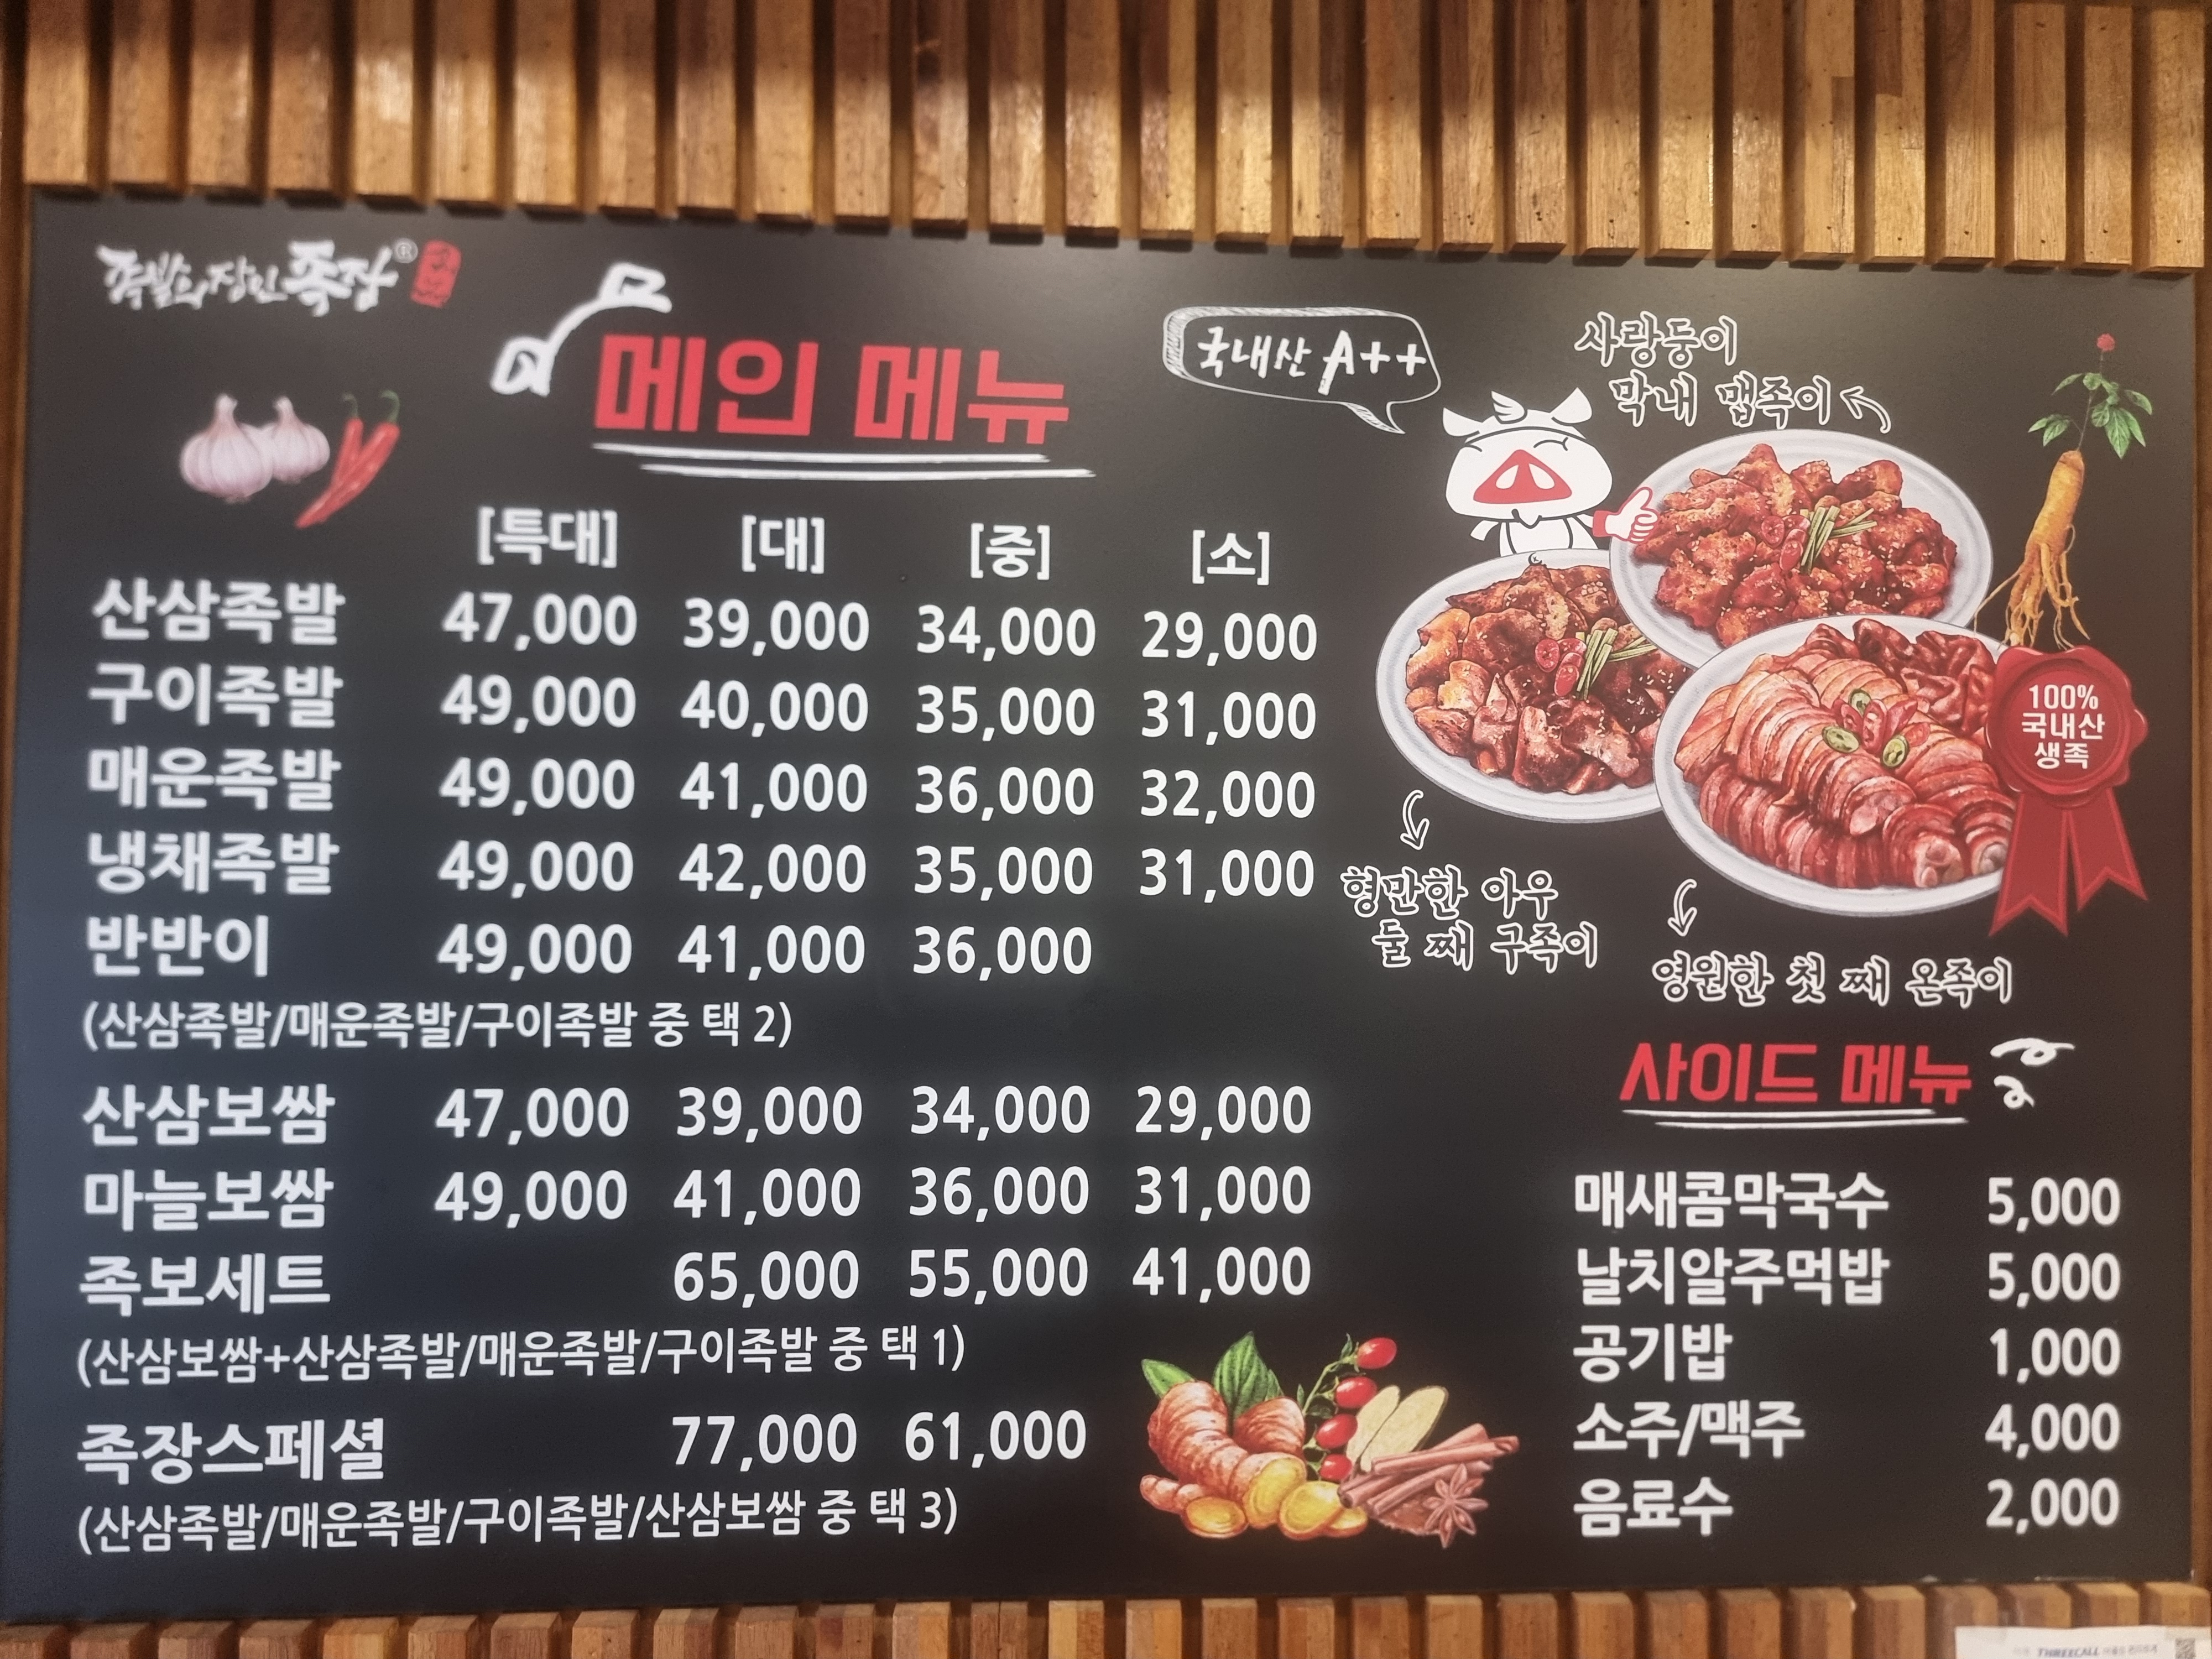 족발의 장인 족장®
메인 메뉴
[특대] [대] [중] [소]
산삼족발 47,000 39,000 34,000 29,000
구이족발 49,000 40,000 35,000 31,000
매운족발 49,000 41,000 36,000 32,000
냉채족발 49,000 42,000 35,000 31,000
반반이 49,000 41,000 36,000
(산삼족발/매운족발/구이족발 중 택 2)
산삼보쌈 47,000 39,000 34,000 29,000
마늘보쌈 49,000 41,000 36,000 31,000
족보세트 65,000 55,000 41,000
(산삼보쌈+산삼족발/매운족발/구이족발 중 택 1)
족장스페셜 77,000 61,000
(산삼족발/매운족발/구이족발/산삼보쌈 중 택 3)
국내산 A++
사랑둥이
막내 맵족이
100%
국내산
생족
형만한 아우
둘 째 구족이
영원한 첫 째 온족이
사이드 메뉴
매새콤막국수 5,000
날치알주먹밥 5,000
공기밥 1,000
소주/맥주 4,000
음료수 2,000
THREECALL